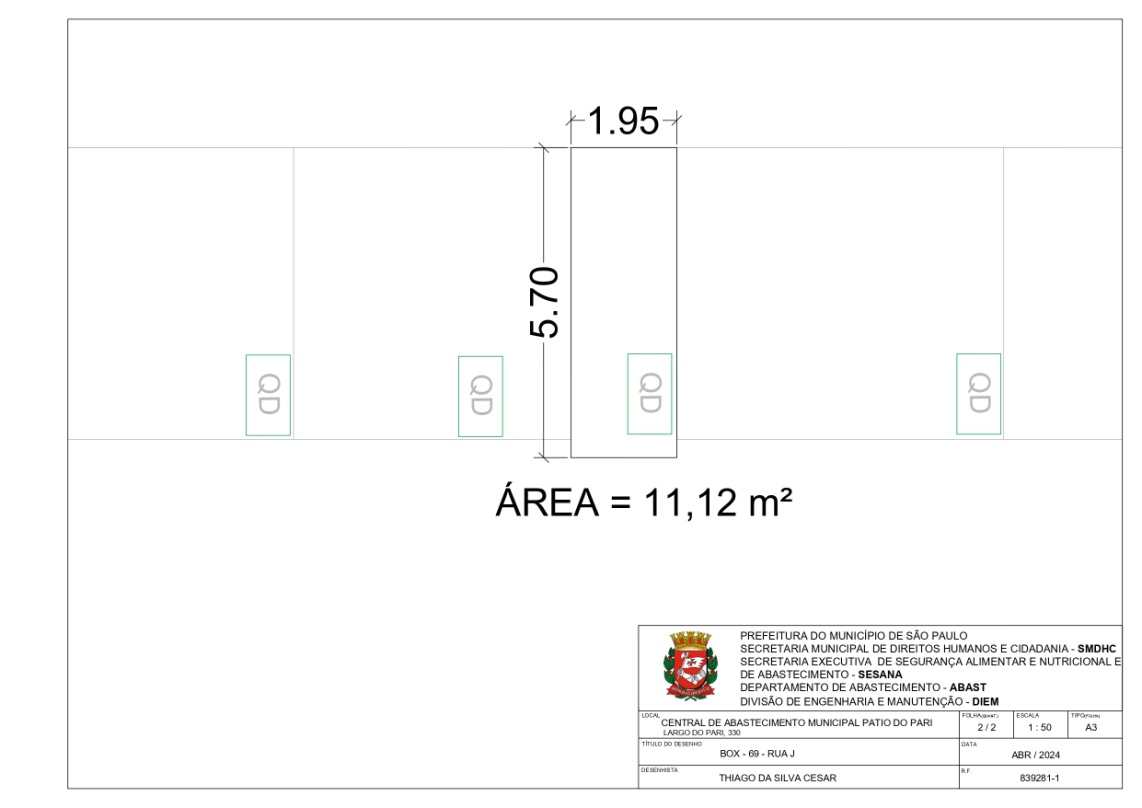 1.95
5.70
QD
QD
QD
QD
ÁREA = 11,12 m²
PREFEITURA DO MUNICÍPIO DE SÃO PAULO
SECRETARIA MUNICIPAL DE DIREITOS HUMANOS E CIDADANIA - SMDHC
SECRETARIA EXECUTIVA DE SEGURANÇA ALIMENTAR E NUTRICIONAL E
DE ABASTECIMENTO - SESANA
DEPARTAMENTO DE ABASTECIMENTO - ABAST
DIVISÃO DE ENGENHARIA E MANUTENÇÃO - DIEM
LOCAL
CENTRAL DE ABASTECIMENTO MUNICIPAL PATIO DO PARI
LARGO DO PARI, 330
FOLHA(QUANT.)
2 / 2
ESCALA
1 : 50
TIPO(FOLHA)
A3
TÍTULO DO DESENHO
BOX - 69 - RUA J
DATA
ABR / 2024
DESENHISTA
THIAGO DA SILVA CESAR
R.F.
839281-1